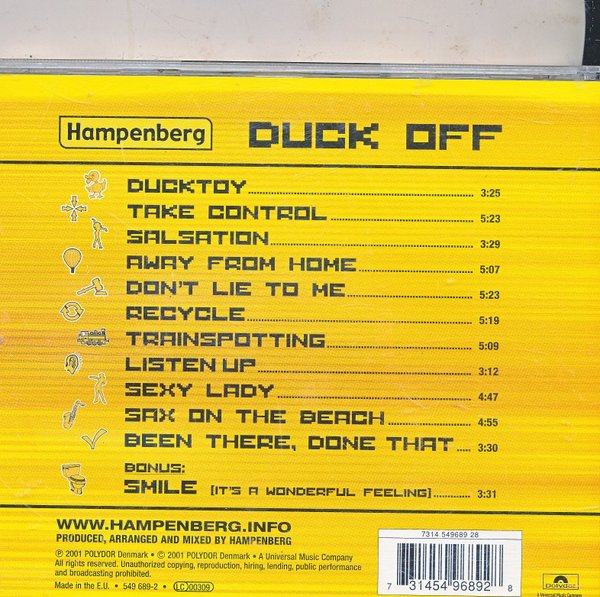 Hampenberg DUCK OFF
DUCKTOY 3:25
TAKE CONTROL 5:23
SALSATION 3:29
AWAY FROM HOME 5:07
DON'T LIE TO ME 5:23
RECYCLE 5:19
TRAINSPOTTING 5:09
LISTEN UP 3:12
SEXY LADY 4:47
SAX ON THE BEACH 4:55
BEEN THERE, DONE THAT 3:30
BONUS:
SMILE [IT'S A WONDERFUL FEELING] 3:31
WWW.HAMPENBERG.INFO
PRODUCED, ARRANGED AND MIXED BY HAMPENBERG
℗ 2001 POLYDOR Denmark • © 2001 POLYDOR Denmark • A Universal Music Company
All rights reserved. Unauthorized copying, reproduction, hiring, lending, public performance
and broadcasting prohibited.
Made in the E.U. • 549 689-2 • LC 00309
7314 549689 28
7 31454 96892 8
polydor
A Universal Music Company